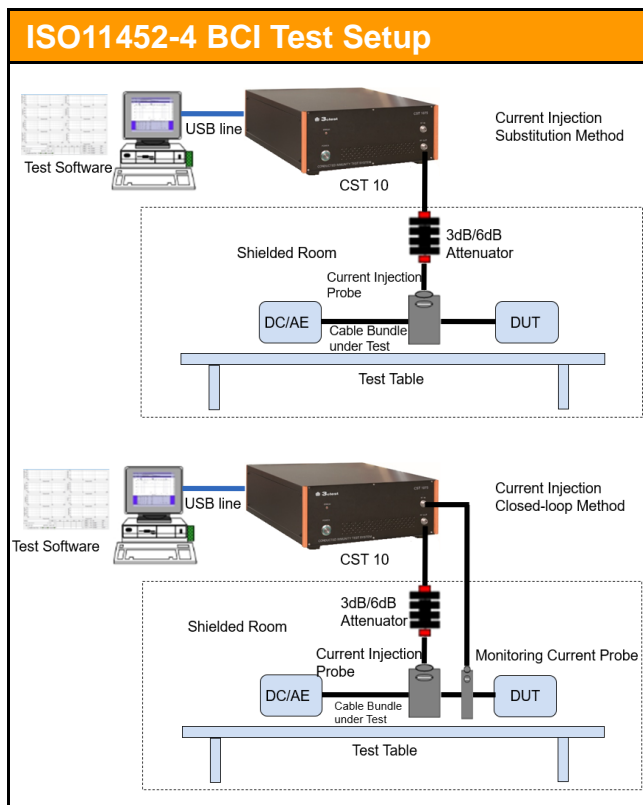 ISO11452-4 BCI Test Setup
Current Injection
Substitution Method
USB line
Test Software
3ctest
CST 10
3dB/6dB
Attenuator
Shielded Room
Current Injection
Probe
DC/AE
Cable Bundle
under Test
DUT
Test Table
Current Injection
Closed-loop Method
USB line
Test Software
3ctest
CST 10
3dB/6dB
Attenuator
Shielded Room
Current Injection
Probe
Monitoring Current Probe
DC/AE
Cable Bundle
under Test
DUT
Test Table